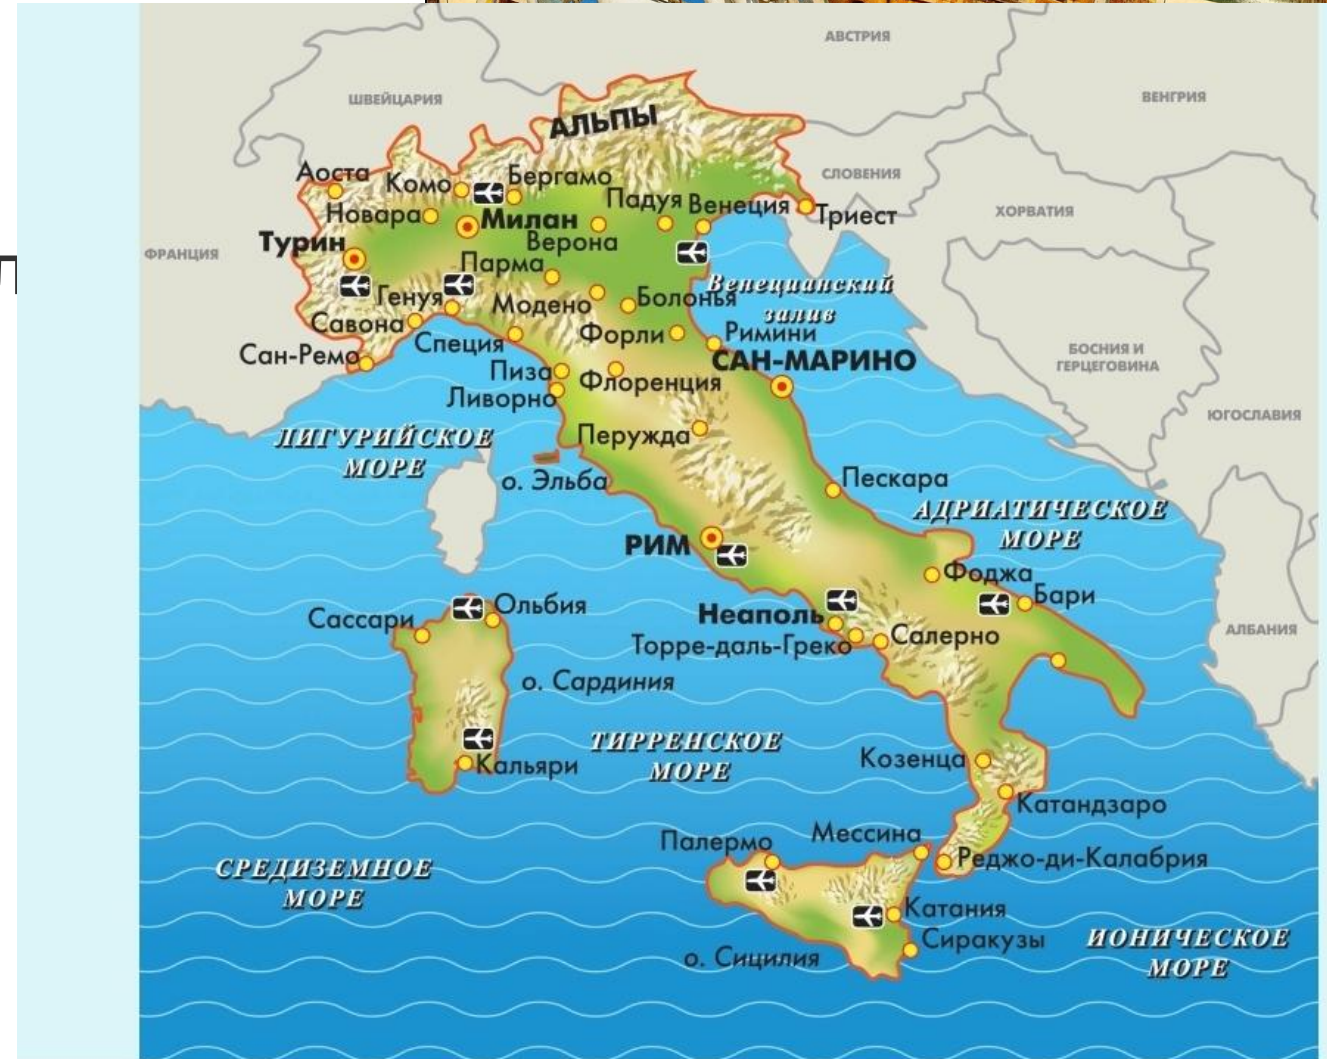 АВСТРИЯ
ШВЕЙЦАРИЯ
ВЕНГРИЯ
АЛЬПЫ
Аоста
Комо
Бергамо
СЛОВЕНИЯ
Новара
Милан
Падуя
Венеция
Триест
ХОРВАТИЯ
Турин
Верона
ФРАНЦИЯ
Л
Парма
Венецианский
залив
Генуя
Модено
Болонья
Савона
Специя
Форли
Римини
Сан-Ремо
САН-МАРИНО
БОСНИЯ И
ГЕРЦЕГОВИНА
Пиза
Флоренция
Ливорно
ЮГОСЛАВИЯ
ЛИГУРИЙСКОЕ
МОРЕ
Перуджа
о. Эльба
Пескара
АДРИАТИЧЕСКОЕ
МОРЕ
РИМ
Фоджа
Бари
Ольбия
Сассари
Неаполь
Торре-даль-Греко
Салерно
АЛБАНИЯ
о. Сардиния
ТИРРЕНСКОЕ
МОРЕ
Кальяри
Козенца
Катандзаро
Мессина
Палермо
Реджо-ди-Калабрия
СРЕДИЗЕМНОЕ
МОРЕ
Катания
Сиракузы
о. Сицилия
ИОНИЧЕСКОЕ
МОРЕ